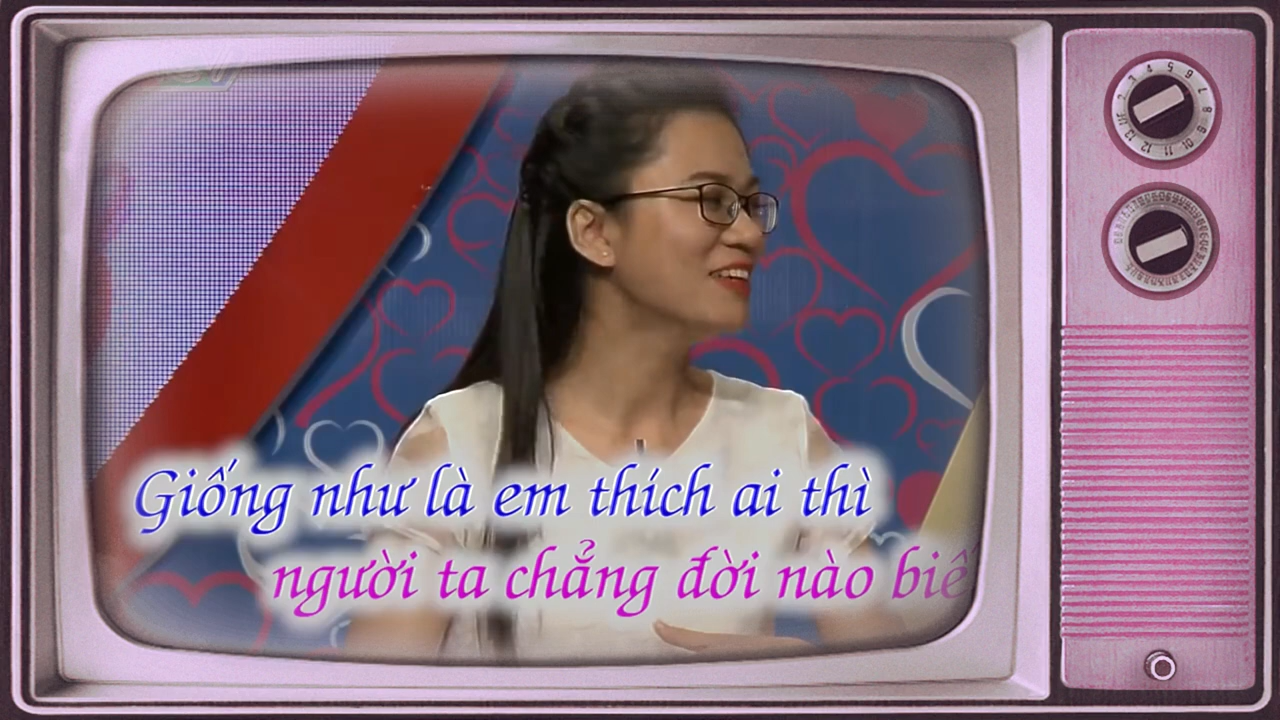 Giống như là em thích ai thì
người ta chẳng đời nào